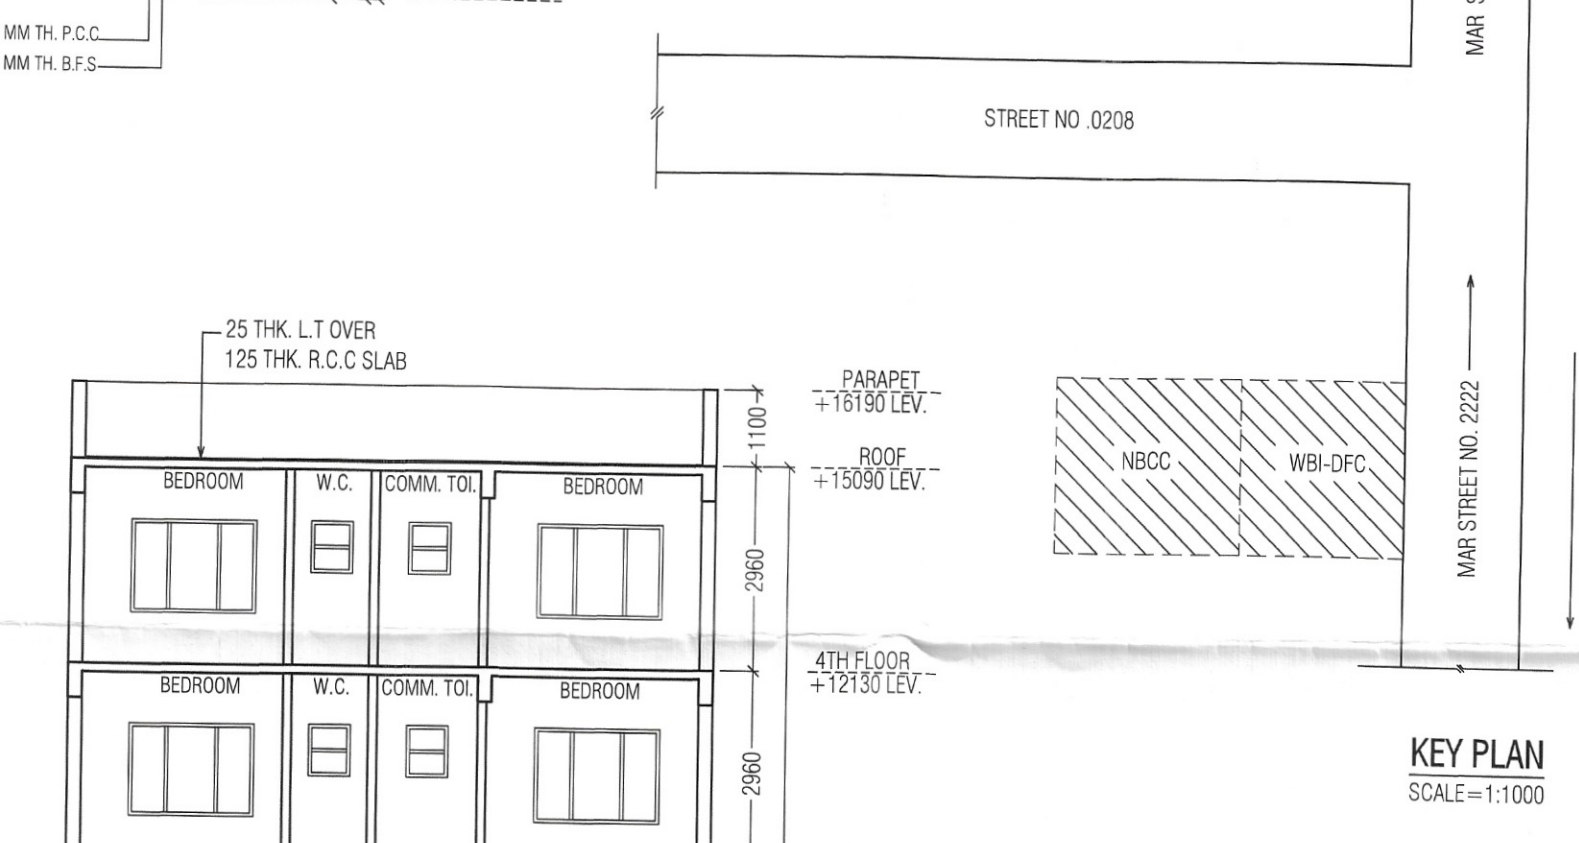 MM TH. P.C.C
MM TH. B.F.S
MAR
STREET NO .0208
25 THK. L.T OVER
125 THK. R.C.C SLAB
PARAPET
+16190 LEV.
1100
ROOF
+15090 LEV.
BEDROOM
W.C.
COMM. TOI.
BEDROOM
2960
NBCC
WBI-DFC
MAR STREET NO. 2222
4TH FLOOR
+12130 LEV.
BEDROOM
W.C.
COMM. TOI.
BEDROOM
2960
KEY PLAN
SCALE=1:1000